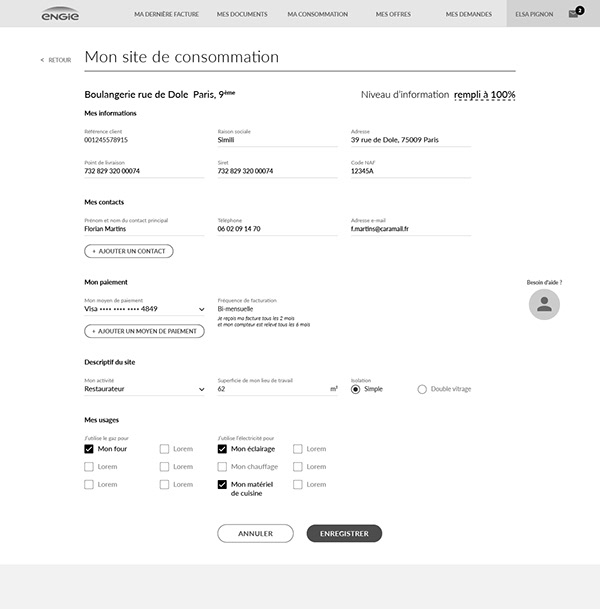 ENGIE
MA DERNIÈRE FACTURE
MES DOCUMENTS
MA CONSOMMATION
MES OFFRES
MES DEMANDES
ELSA PIGNON
2
< RETOUR
Mon site de consommation
Boulangerie rue de Dole Paris, 9ème
Niveau d'information rempli à 100%
Mes informations
Référence client
Raison sociale
Adresse
001245578915
Simili
39 rue de Dole, 75009 Paris
Point de livraison
Siret
Code NAF
732 829 320 00074
732 829 320 00074
12345A
Mes contacts
Prénom et nom du contact principal
Téléphone
Adresse e-mail
Florian Martins
06 02 09 14 70
f.martins@caramail.fr
+ AJOUTER UN CONTACT
Mon paiement
Besoin d'aide ?
Mon moyen de paiement
Fréquence de facturation
Visa •••• •••• •••• 4849
Bi-mensuelle
Je reçois ma facture tous les 2 mois
et mon compteur est relevé tous les 6 mois
+ AJOUTER UN MOYEN DE PAIEMENT
Descriptif du site
Mon activité
Superficie de mon lieu de travail
Isolation
Restaurateur
62 m²
Simple
Double vitrage
Mes usages
J'utilise le gaz pour
J'utilise l'électricité pour
Mon four
Lorem
Mon éclairage
Lorem
Lorem
Lorem
Mon chauffage
Lorem
Lorem
Lorem
Mon matériel
de cuisine
Lorem
ANNULER
ENREGISTRER